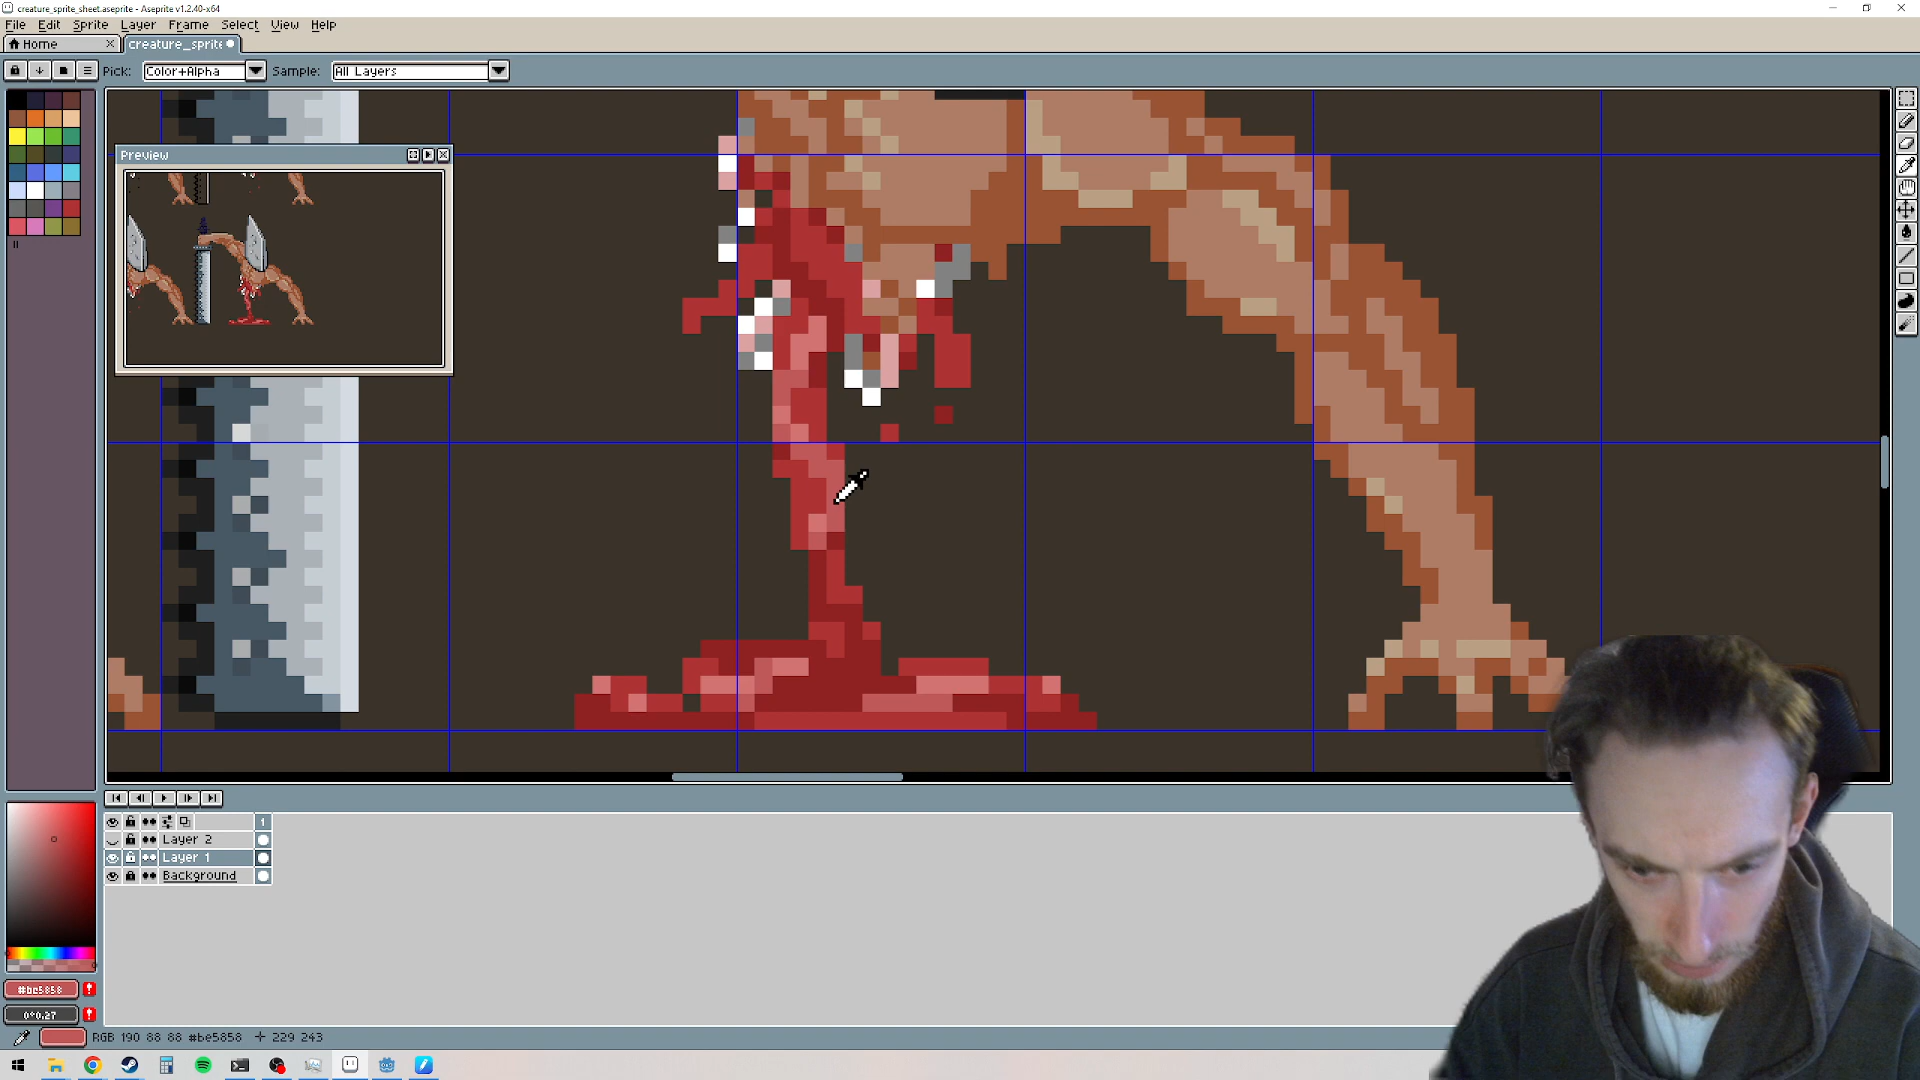 creature_sprite_sheet.aseprite - Aseprite v1.2.40-x64
File Edit Sprite Layer Frame Select View Help
Home
creature_sprite
Pick: Color+Alpha Sample: All Layers
Preview
1
Layer 2
Layer 1
Background
#be5858
RGB 190 88 88 #be5858 229 243